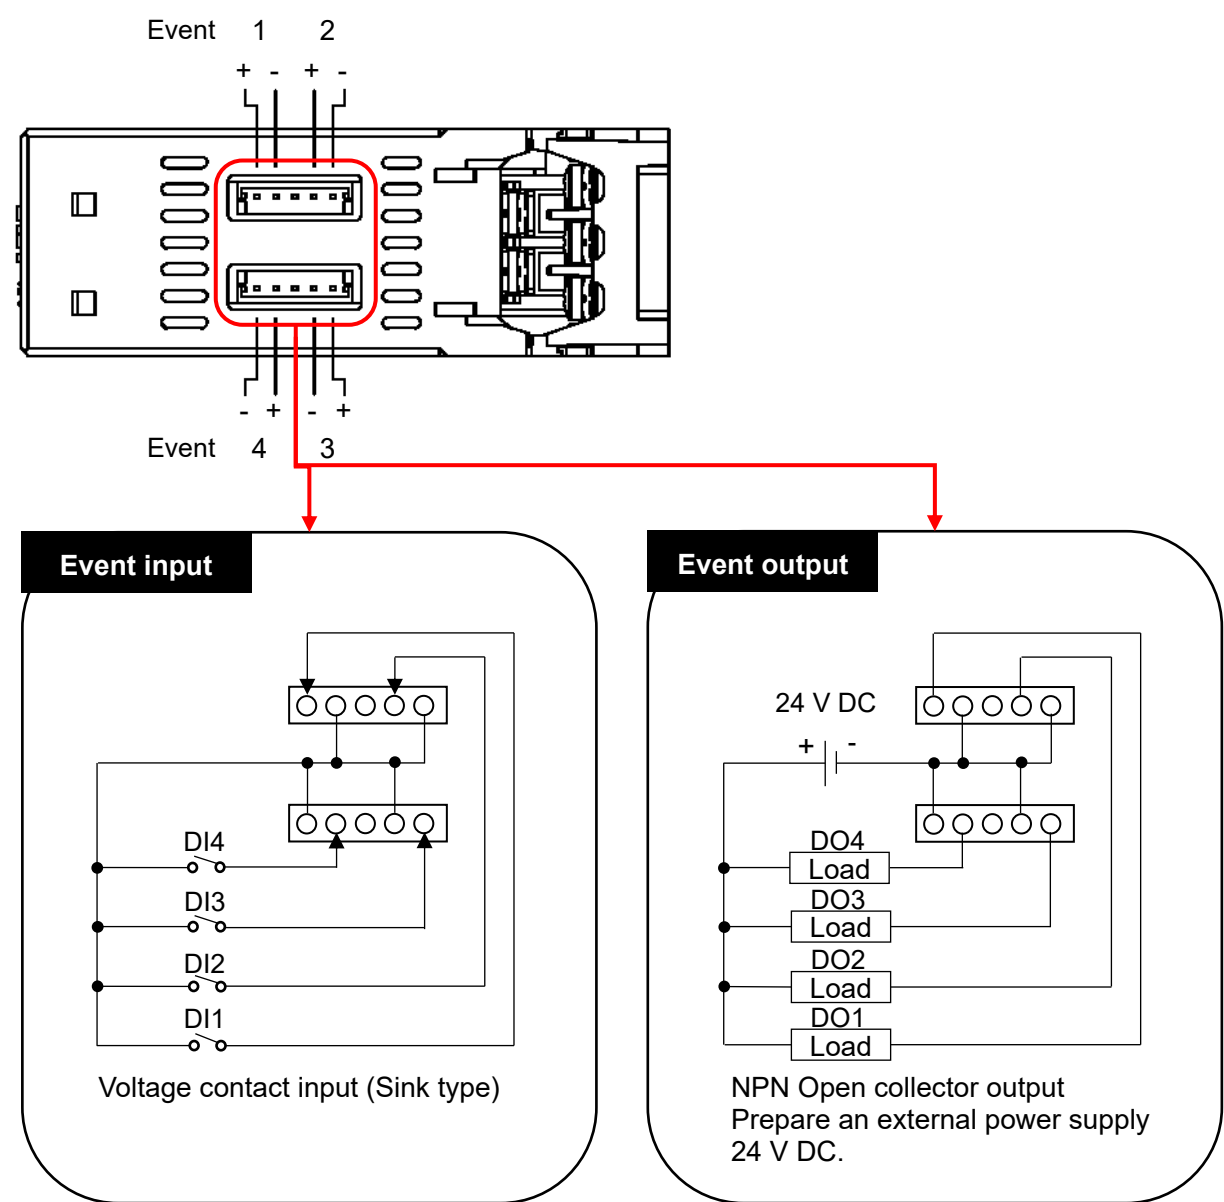 Event 1 2
+ - + -
- + - +
Event 4 3
Event input
DI4
DI3
DI2
DI1
Voltage contact input (Sink type)
Event output
24 V DC
+ -
DO4
Load
DO3
Load
DO2
Load
DO1
Load
NPN Open collector output
Prepare an external power supply
24 V DC.